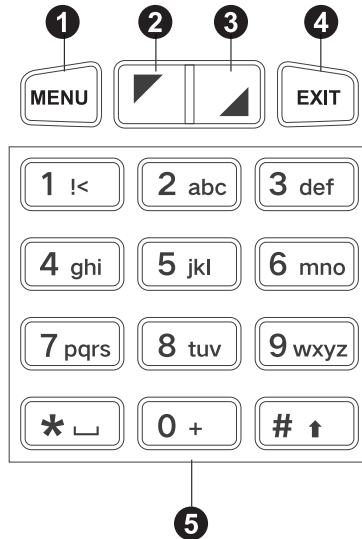 1 2 3 4
MENU EXIT
1 !< 2 abc 3 def
4 ghi 5 jkl 6 mno
7 pqrs 8 tuv 9 wxyz
* ⎵ 0 + # ⬆
5